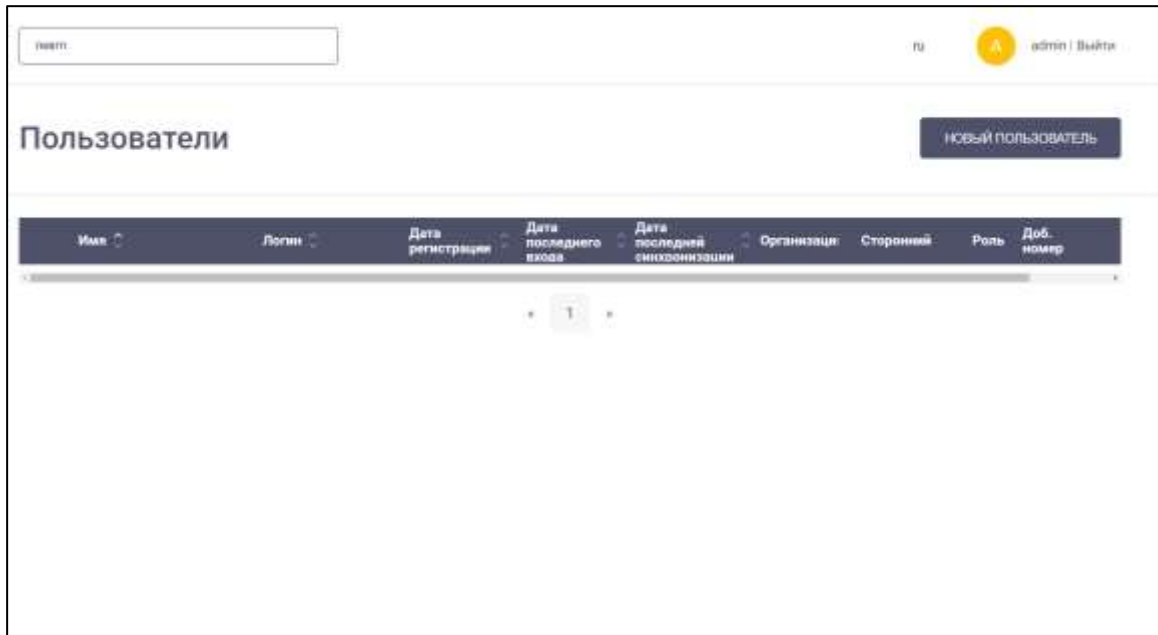 ru
A
admin | Выйти
Пользователи
НОВЫЙ ПОЛЬЗОВАТЕЛЬ
Имя
Логин
Дата
регистрации
Дата
последнего
входа
Дата
последней
синхронизации
Организаци
Сторонний
Роль
Доб.
номер
« 1 »